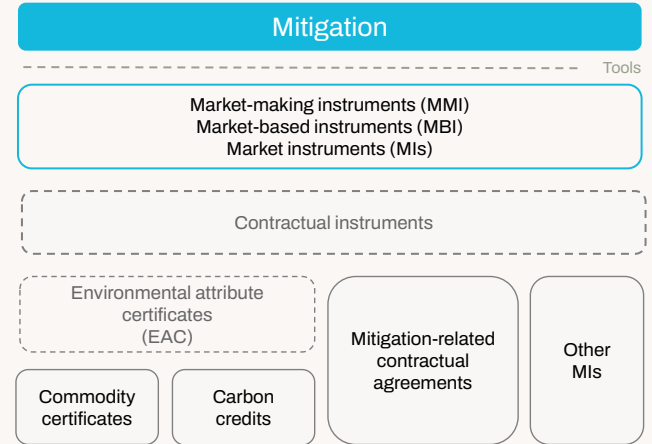 Mitigation
Tools
Market-making instruments (MMI)
Market-based instruments (MBI)
Market instruments (MIs)
Contractual instruments
Environmental attribute
certificates
(EAC)
Mitigation-related
contractual
agreements
Other
MIs
Commodity
certificates
Carbon
credits